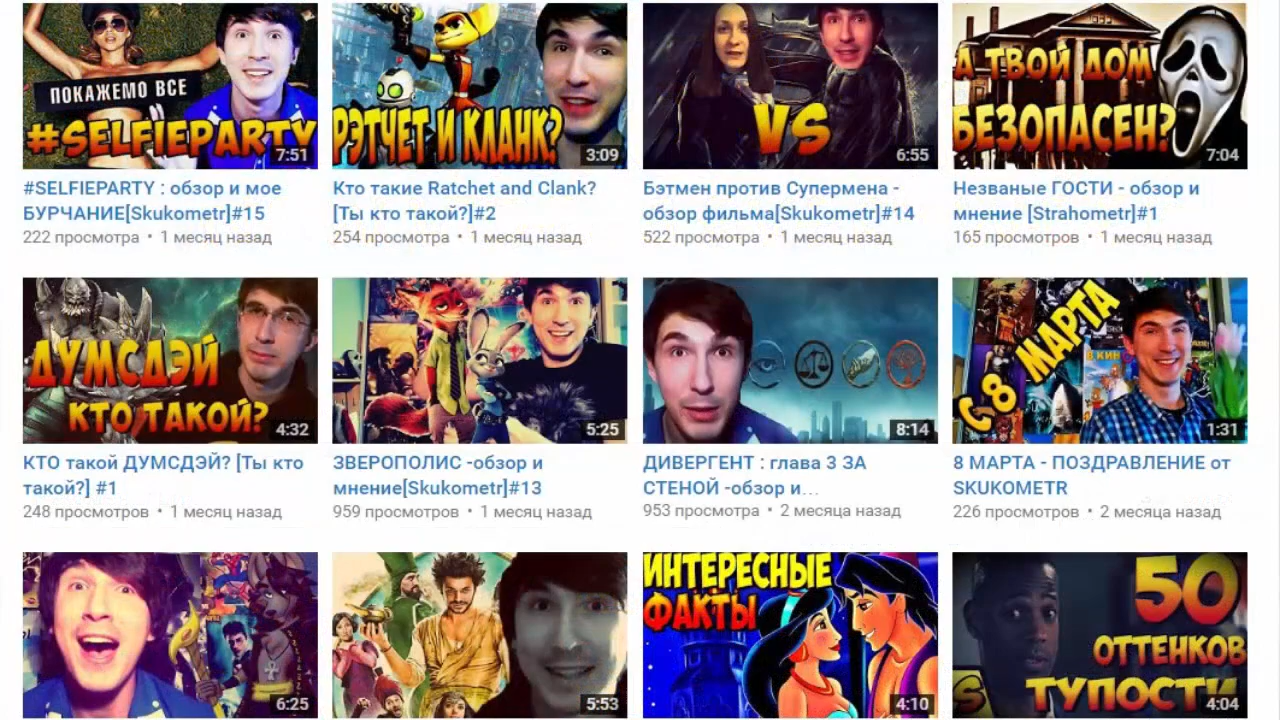 ПОКАЖЕМО ВСЕ
#SELFIEPARTY
7:51
#SELFIEPARTY : обзор и мое
БУРЧАНИЕ[Skukometr]#15
222 просмотра • 1 месяц назад
РЭТЧЕТ И КЛАНК?
3:09
Кто такие Ratchet and Clank?
[Ты кто такой?]#2
254 просмотра • 1 месяц назад
VS
6:55
Бэтмен против Супермена -
обзор фильма[Skukometr]#14
522 просмотра • 1 месяц назад
А ТВОЙ ДОМ
БЕЗОПАСЕН?
7:04
Незваные ГОСТИ - обзор и
мнение [Strahometr]#1
165 просмотров • 1 месяц назад
ДУМСДЭЙ
КТО ТАКОЙ?
4:32
КТО такой ДУМСДЭЙ? [Ты кто
такой?] #1
248 просмотров • 1 месяц назад
5:25
ЗВЕРОПОЛИС -обзор и
мнение[Skukometr]#13
959 просмотров • 1 месяц назад
8:14
ДИВЕРГЕНТ : глава 3 ЗА
СТЕНОЙ -обзор и...
953 просмотра • 2 месяца назад
С 8 МАРТА
В КИНО
1:31
8 МАРТА - ПОЗДРАВЛЕНИЕ от
SKUKOMETR
226 просмотров • 2 месяца назад
6:25
5:53
ИНТЕРЕСНЫЕ
ФАКТЫ
4:10
50
ОТТЕНКОВ
ТУПОСТИ
4:04